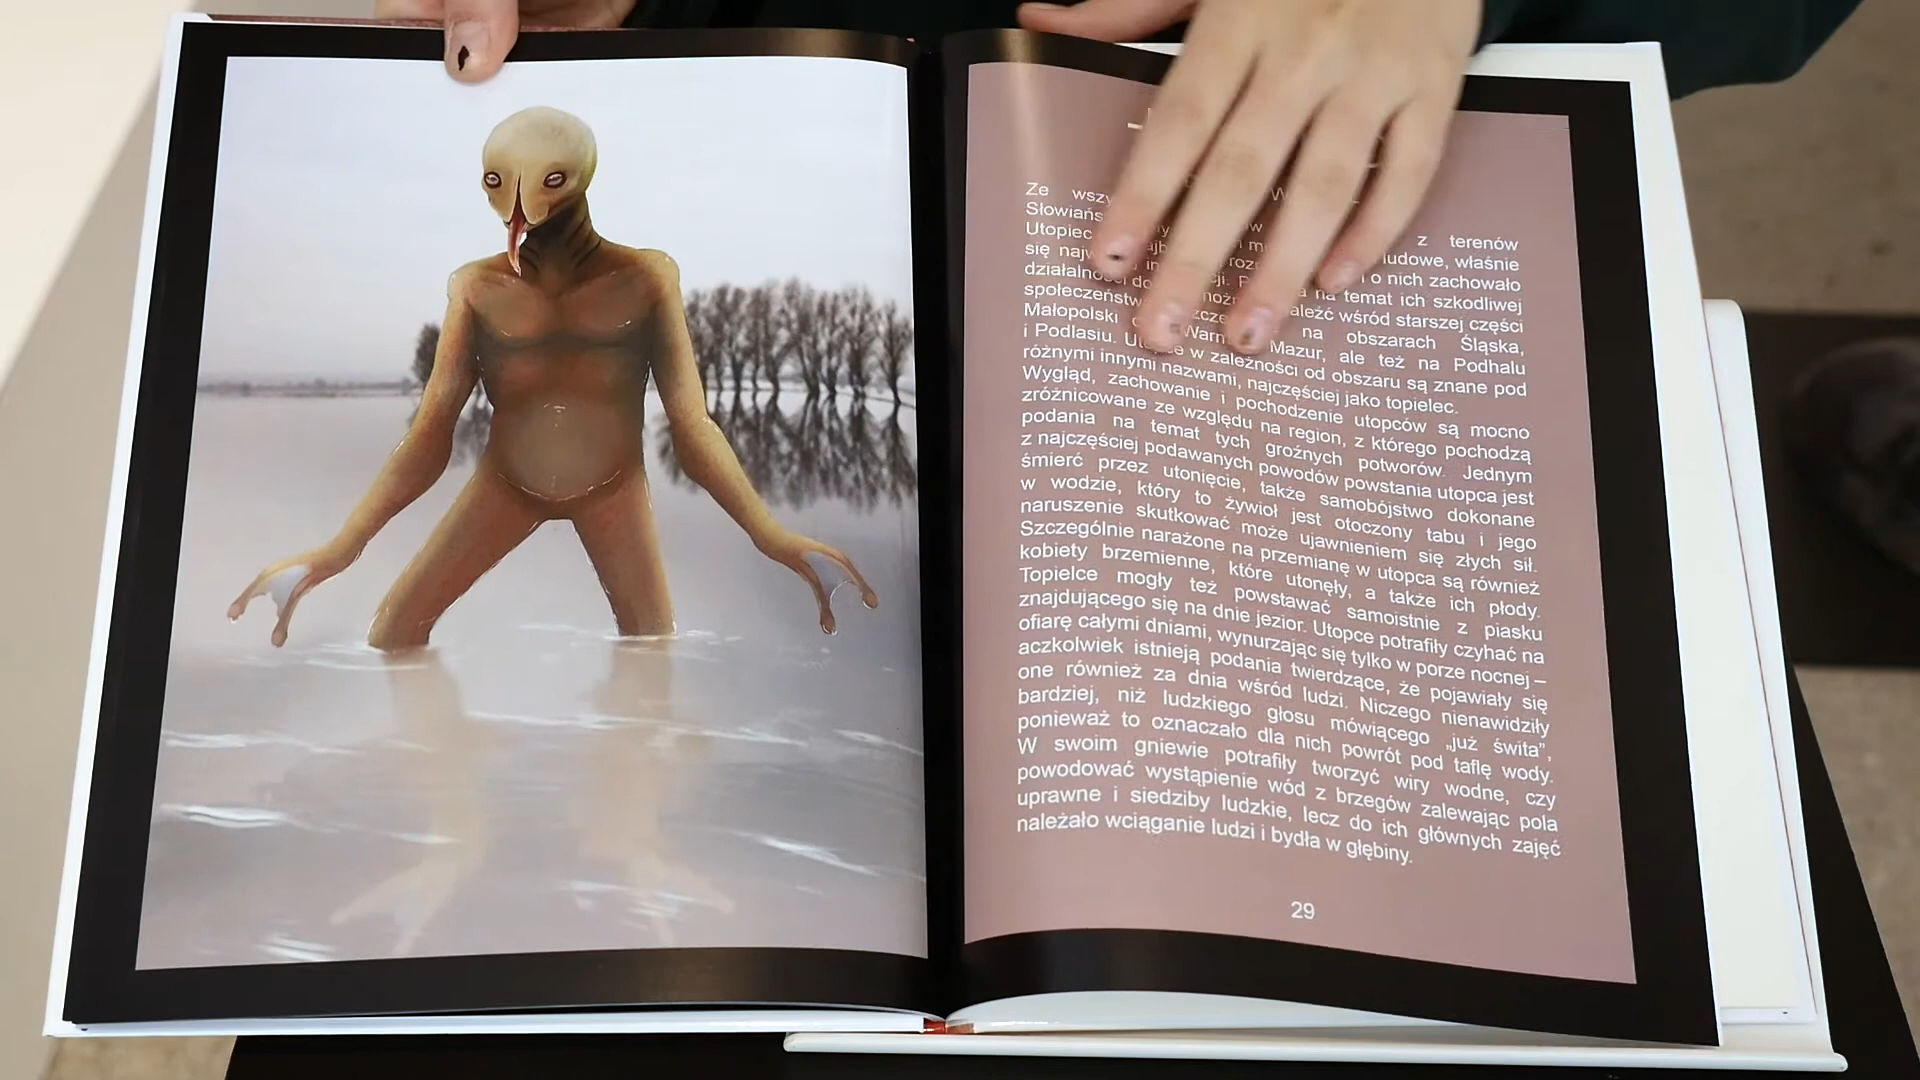 Ze z terenów
ludowe, właśnie
Utopiec o nich zachowało
się na temat ich szkodliwej
działalności wśród starszej części
na obszarach Śląska,
Małopolski Mazur, ale też na Podhalu
i Podlasiu. w zależności od obszaru są znane pod
różnymi innymi nazwami, najczęściej jako topielec.
Wygląd, zachowanie i pochodzenie utopców są mocno
zróżnicowane ze względu na region, z którego pochodzą
podania na temat tych groźnych potworów. Jednym
z najczęściej podawanych powodów powstania utopca jest
śmierć przez utonięcie, także samobójstwo dokonane
w wodzie, który to żywioł jest otoczony tabu i jego
naruszenie skutkować może ujawnieniem się złych sił.
Szczególnie narażone na przemianę w utopca są również
kobiety brzemienne, które utonęły, a także ich płody.
Topielce mogły też powstawać samoistnie z piasku
znajdującego się na dnie jezior. Utopce potrafiły czyhać na
ofiarę całymi dniami, wynurzając się tylko w porze nocnej –
aczkolwiek istnieją podania twierdzące, że pojawiały się
one również za dnia wśród ludzi. Niczego nienawidziły
bardziej, niż ludzkiego głosu mówiącego „już świta”,
ponieważ to oznaczało dla nich powrót pod taflę wody.
W swoim gniewie potrafiły tworzyć wiry wodne, czy
powodować wystąpienie wód z brzegów zalewając pola
uprawne i siedziby ludzkie, lecz do ich głównych zajęć
należało wciąganie ludzi i bydła w głębiny.
29